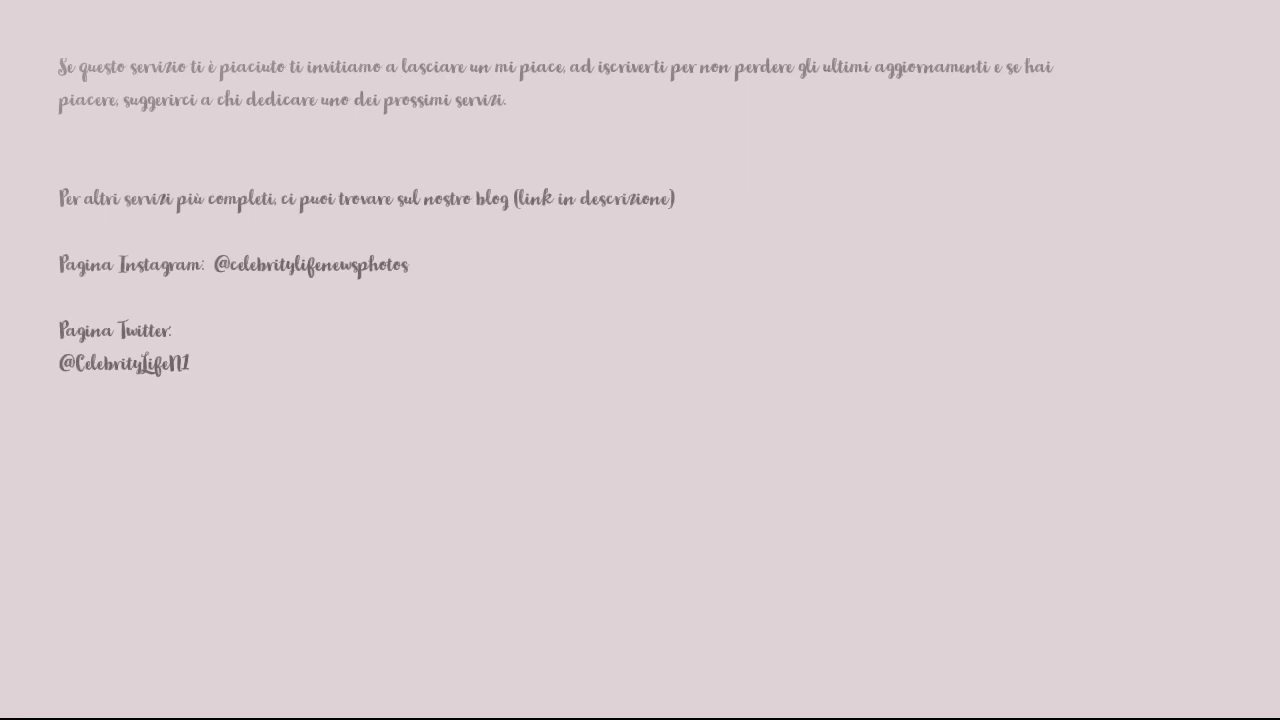 Se questo servizio ti è piaciuto ti invitiamo a lasciare un mi piace, ad iscriverti per non perdere gli ultimi aggiornamenti e se hai
piacere, suggerirci a chi dedicare uno dei prossimi servizi.
Per altri servizi più completi, ci puoi trovare sul nostro blog (link in descrizione)
Pagina Instagram: @celebritylifenewsphotos
Pagina Twitter:
@CelebrityLifeN1